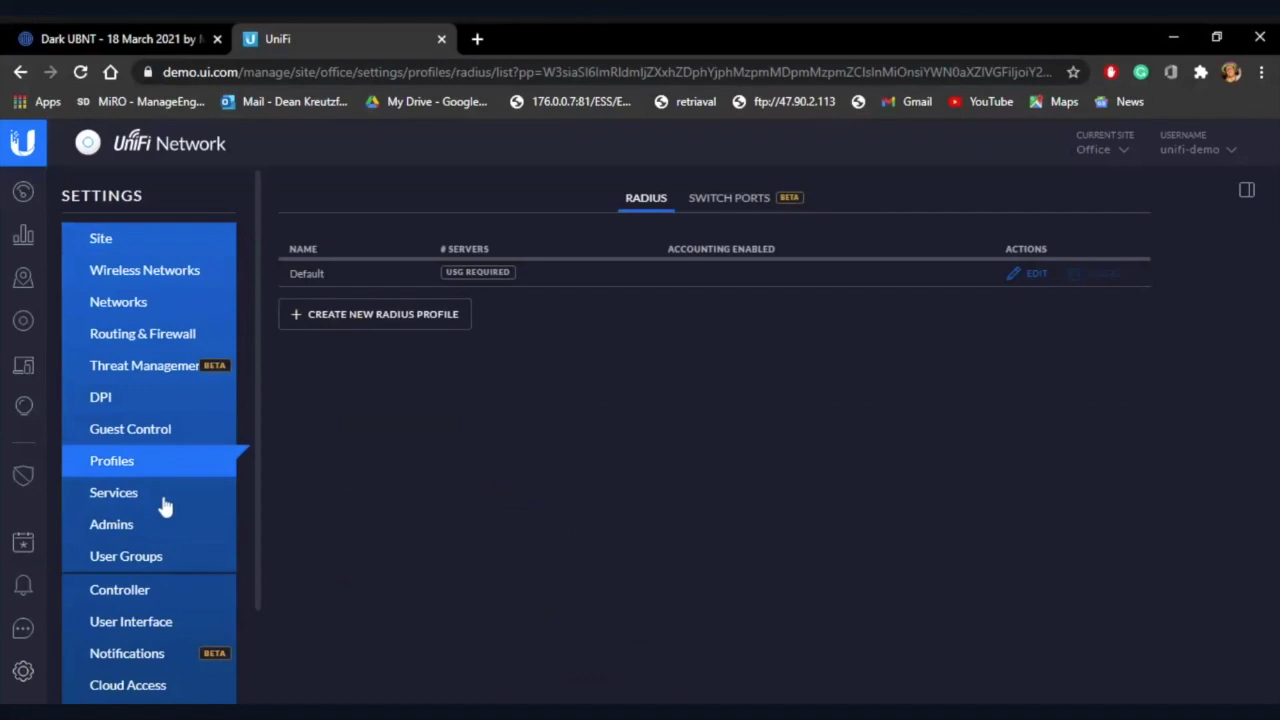 Dark UBNT - 18 March 2021 by
UniFi
demo.ui.com/manage/site/office/settings/profiles/radius/list?pp=W3siaSI6ImRldmljZXxhZDphYjphMzpmMDpmMzpmZCIsInMiOnsiYWN0aXZlVGFiIjoiY2...
Apps
MiRO - ManageEng...
Mail - Dean Kreutzf...
My Drive - Google...
176.0.0.7:81/ESS/E...
retriaval
ftp://47.90.2.113
Gmail
YouTube
Maps
News
UniFi Network
CURRENT SITE
Office
USERNAME
unifi-demo
SETTINGS
Site
Wireless Networks
Networks
Routing & Firewall
Threat Managemen BETA
DPI
Guest Control
Profiles
Services
Admins
User Groups
Controller
User Interface
Notifications BETA
Cloud Access
RADIUS SWITCH PORTS BETA
NAME # SERVERS ACCOUNTING ENABLED ACTIONS
Default USG REQUIRED EDIT
+ CREATE NEW RADIUS PROFILE